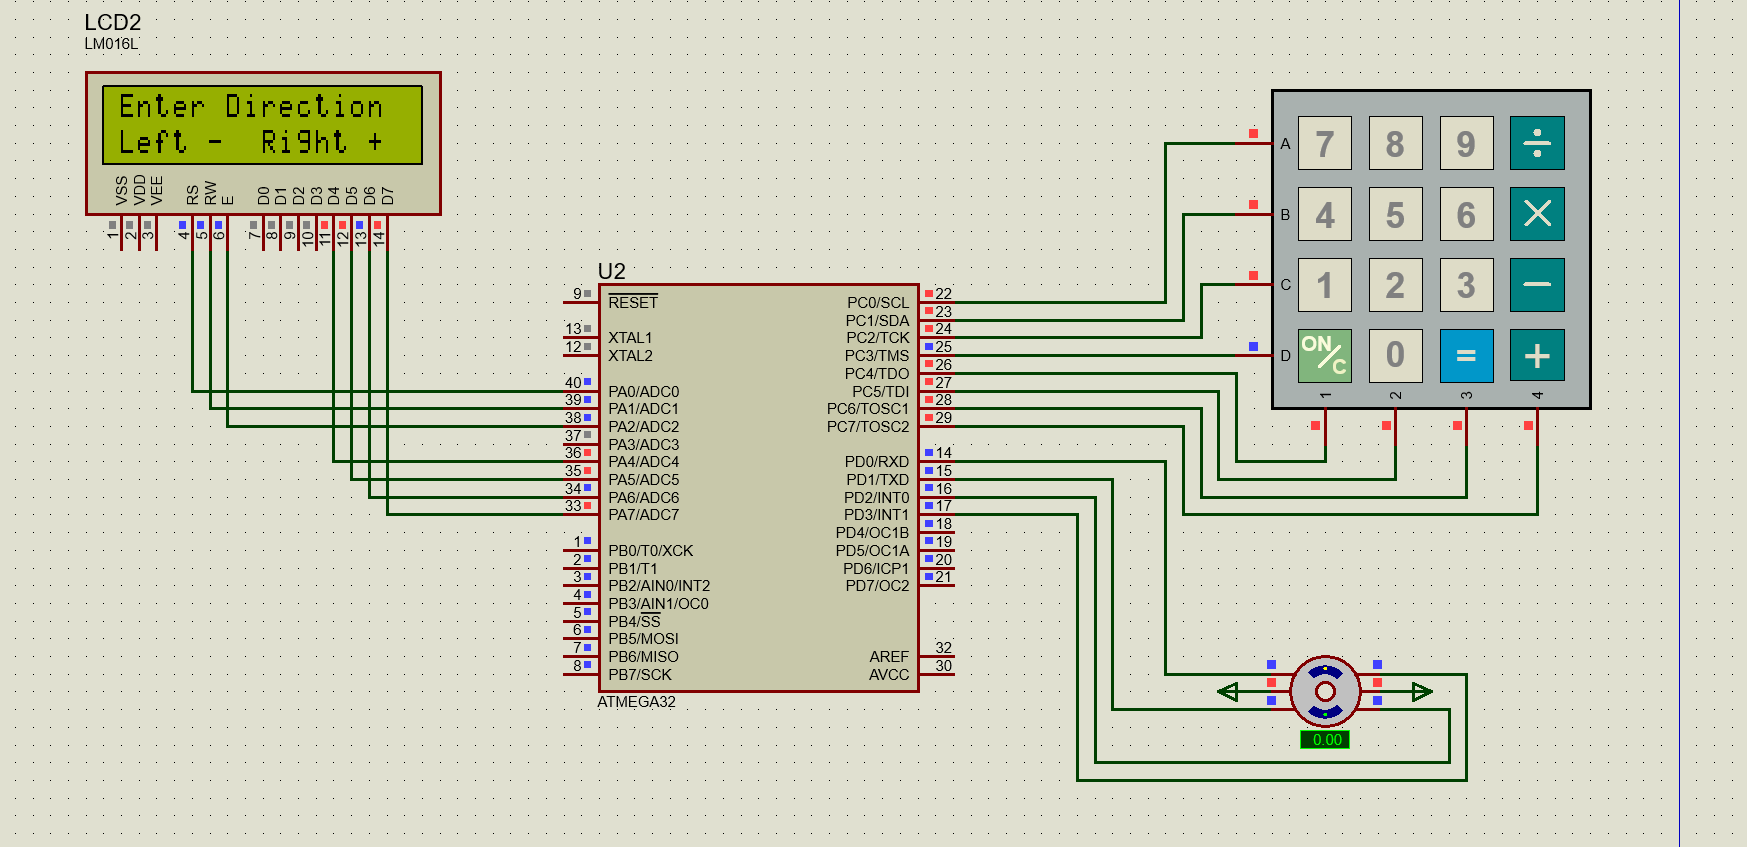 LCD2
LM016L
Enter Direction
Left -  Right +
VSS VDD VEE RS RW E D0 D1 D2 D3 D4 D5 D6 D7
1 2 3 4 5 6 7 8 9 10 11 12 13 14
U2
9 RESET
13 XTAL1
12 XTAL2
40 PA0/ADC0
39 PA1/ADC1
38 PA2/ADC2
37 PA3/ADC3
36 PA4/ADC4
35 PA5/ADC5
34 PA6/ADC6
33 PA7/ADC7
1 PB0/T0/XCK
2 PB1/T1
3 PB2/AIN0/INT2
4 PB3/AIN1/OC0
5 PB4/SS
6 PB5/MOSI
7 PB6/MISO
8 PB7/SCK
PC0/SCL 22
PC1/SDA 23
PC2/TCK 24
PC3/TMS 25
PC4/TDO 26
PC5/TDI 27
PC6/TOSC1 28
PC7/TOSC2 29
PD0/RXD 14
PD1/TXD 15
PD2/INT0 16
PD3/INT1 17
PD4/OC1B 18
PD5/OC1A 19
PD6/ICP1 20
PD7/OC2 21
AREF 32
AVCC 30
ATMEGA32
A 7 8 9 ÷
B 4 5 6 ×
C 1 2 3 −
D ON/C 0 = +
1 2 3 4
0.00